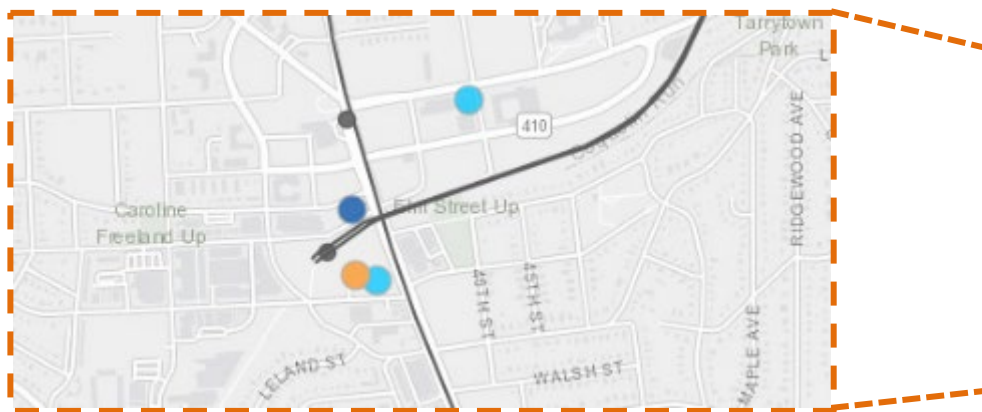 Tarrytown
Park
L
410
RIDGEWOOD AVE
Caroline
Freeland Up
Elm Street Up
46TH ST
45TH ST
MAPLE AVE
LELAND ST
WALSH ST